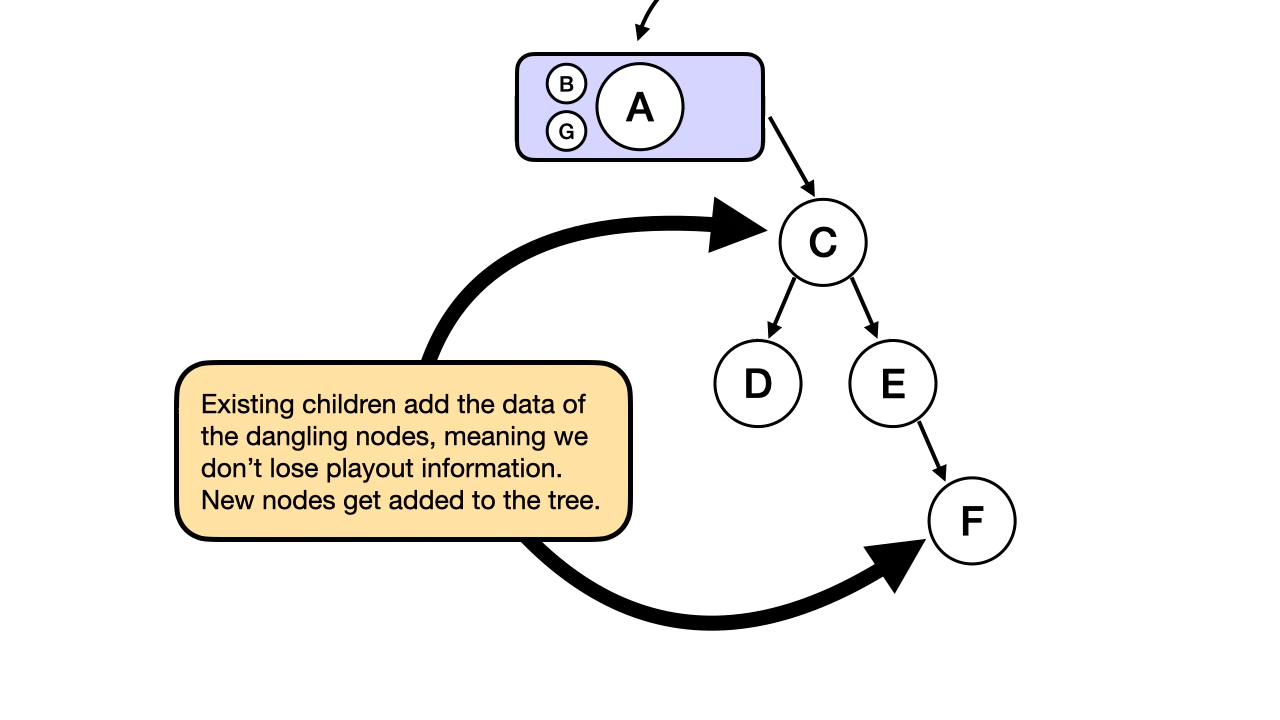 B
A
G
C
D
E
Existing children add the data of
the dangling nodes, meaning we
don’t lose playout information.
New nodes get added to the tree.
F